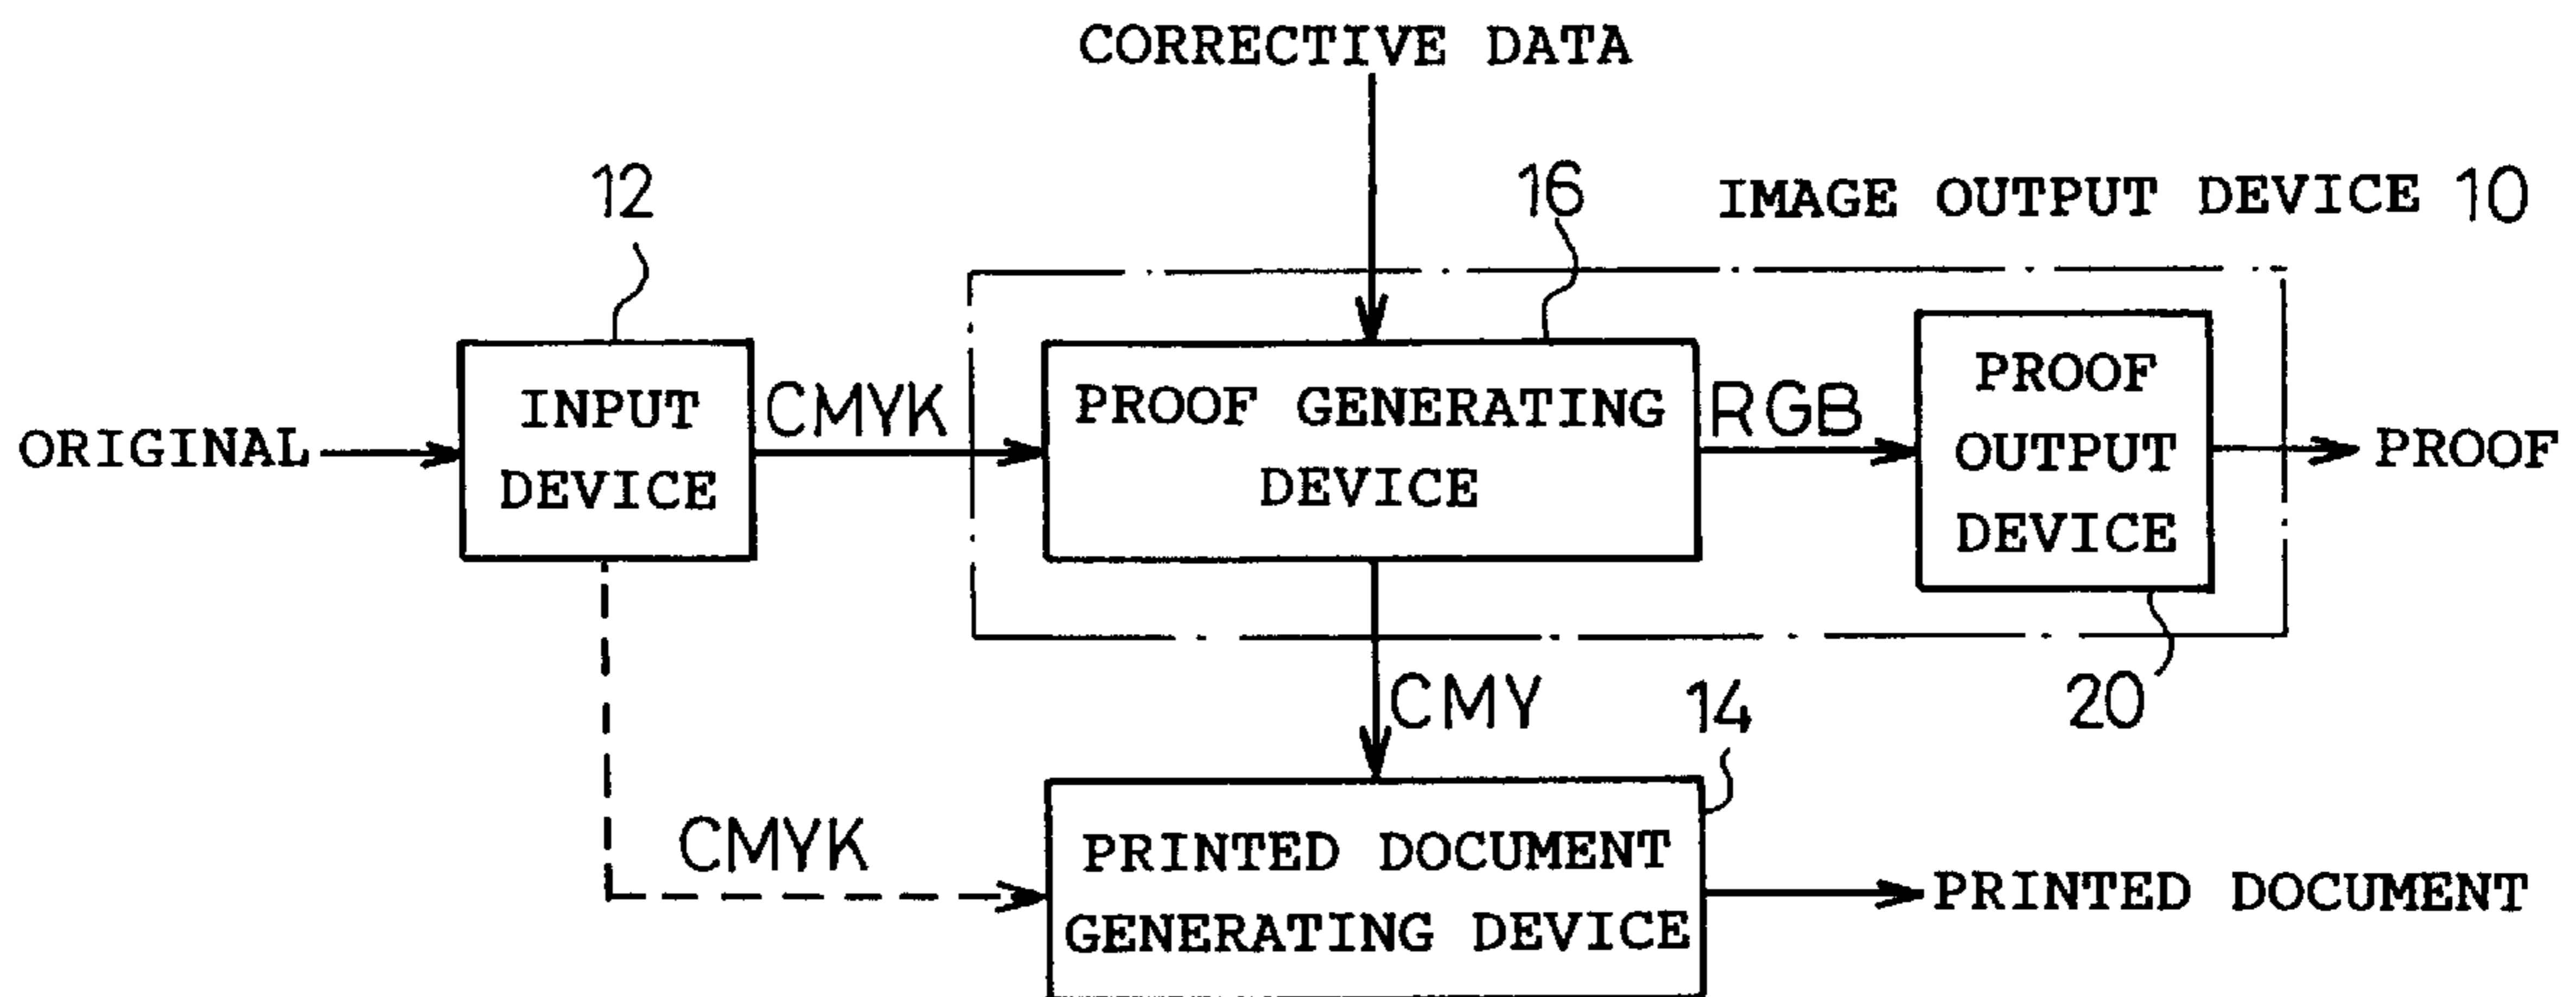 CORRECTIVE DATA
12
16
IMAGE OUTPUT DEVICE 10
ORIGINAL
INPUT
DEVICE
CMYK
PROOF GENERATING
DEVICE
RGB
PROOF
OUTPUT
DEVICE
PROOF
20
CMY
14
CMYK
PRINTED DOCUMENT
GENERATING DEVICE
PRINTED DOCUMENT